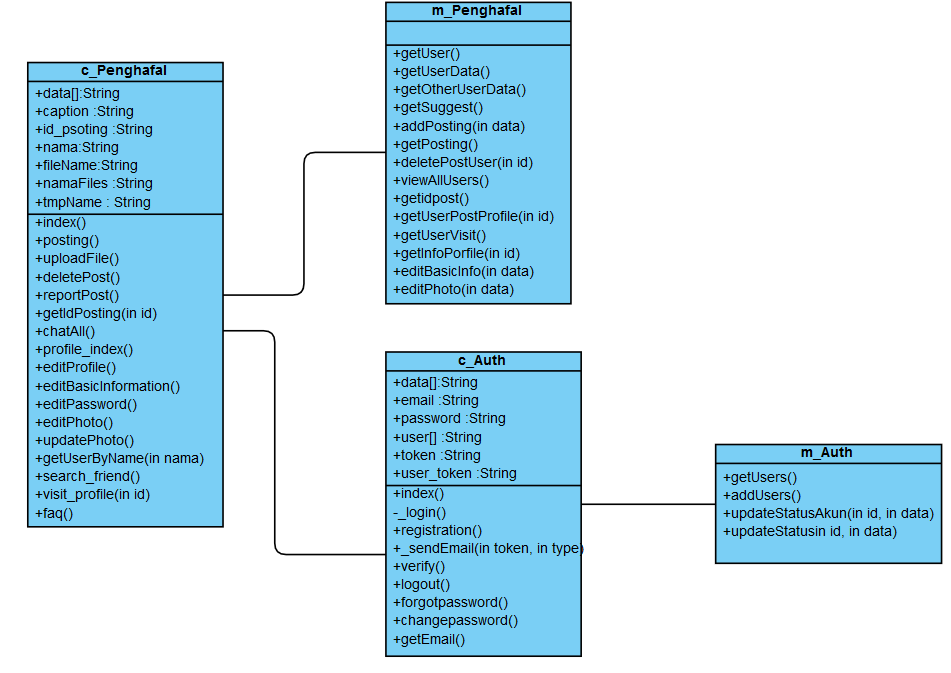 c_Penghafal
+data[]:String
+caption :String
+id_psoting :String
+nama:String
+fileName:String
+namaFiles :String
+tmpName : String
+index()
+posting()
+uploadFile()
+deletePost()
+reportPost()
+getIdPosting(in id)
+chatAll()
+profile_index()
+editProfile()
+editBasicInformation()
+editPassword()
+editPhoto()
+updatePhoto()
+getUserByName(in nama)
+search_friend()
+visit_profile(in id)
+faq()
m_Penghafal
+getUser()
+getUserData()
+getOtherUserData()
+getSuggest()
+addPosting(in data)
+getPosting()
+deletePostUser(in id)
+viewAllUsers()
+getidpost()
+getUserPostProfile(in id)
+getUserVisit()
+getInfoPorfile(in id)
+editBasicInfo(in data)
+editPhoto(in data)
c_Auth
+data[]:String
+email :String
+password :String
+user[] :String
+token :String
+user_token :String
+index()
-_login()
+registration()
+_sendEmail(in token, in type)
+verify()
+logout()
+forgotpassword()
+changepassword()
+getEmail()
m_Auth
+getUsers()
+addUsers()
+updateStatusAkun(in id, in data)
+updateStatusin id, in data)